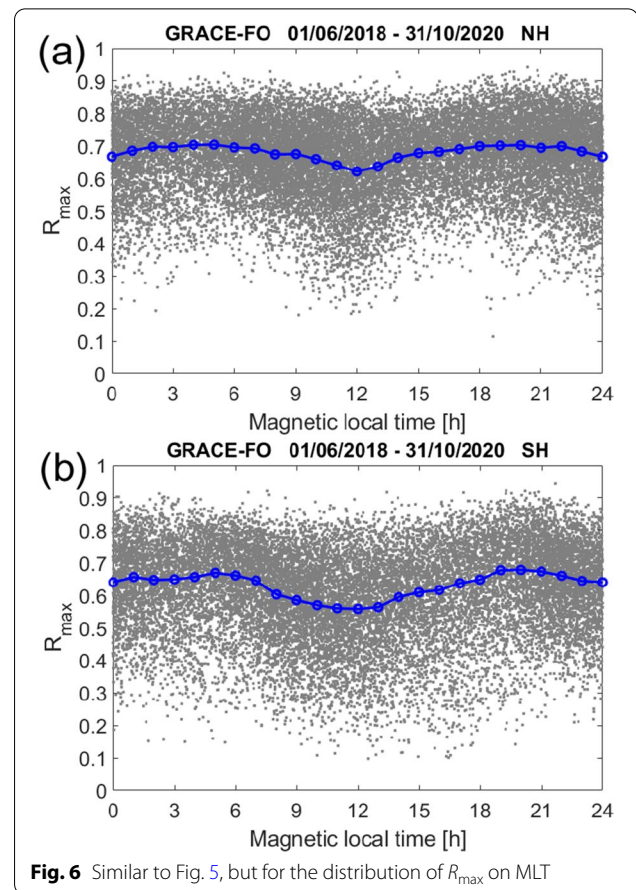 GRACE-FO 01/06/2018 - 31/10/2020 NH
(a)
1
0.9
0.8
0.7
0.6
0.5
0.4
0.3
0.2
0.1
0
R_max
0 3 6 9 12 15 18 21 24
Magnetic local time [h]
GRACE-FO 01/06/2018 - 31/10/2020 SH
(b)
1
0.9
0.8
0.7
0.6
0.5
0.4
0.3
0.2
0.1
0
R_max
0 3 6 9 12 15 18 21 24
Magnetic local time [h]
Fig. 6 Similar to Fig. 5, but for the distribution of R_max on MLT